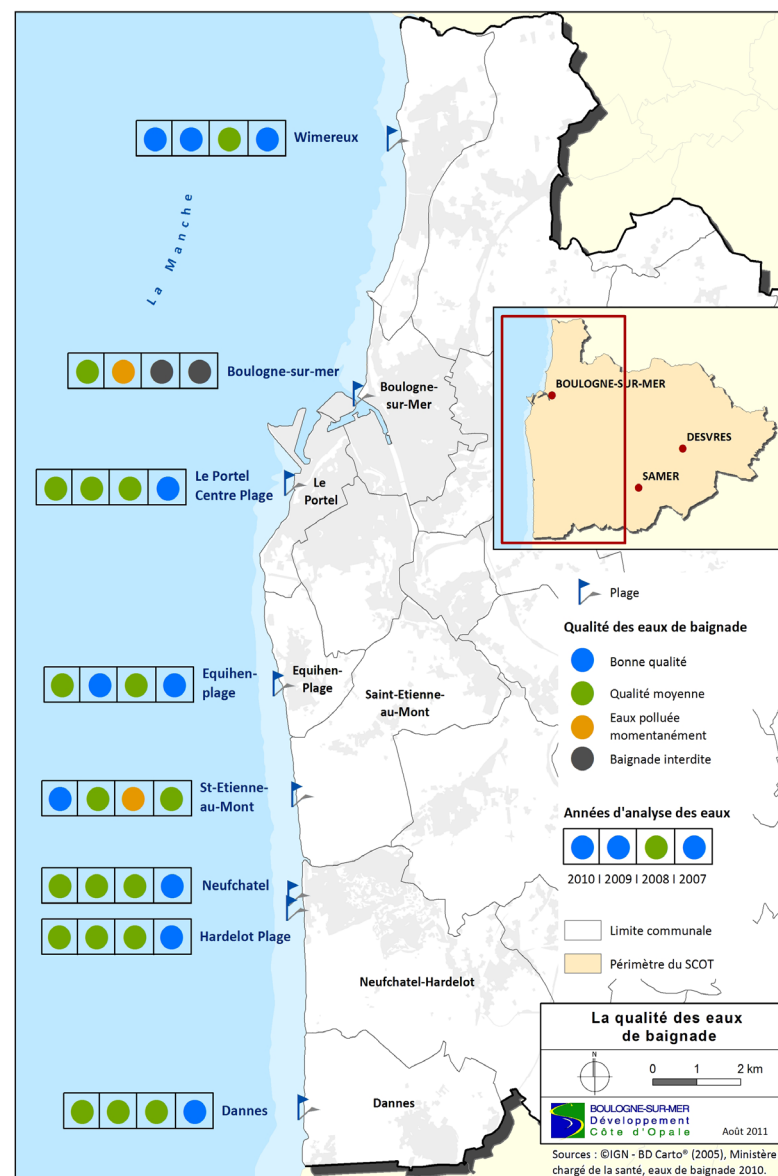 Wimereux
La Manche
Boulogne-sur-mer
Boulogne-
sur-Mer
BOULOGNE-SUR-MER
DESVRES
SAMER
Le Portel
Centre Plage
Le
Portel
Equihen-
plage
Equihen-
Plage
Saint-Etienne-
au-Mont
St-Etienne-
au-Mont
Neufchatel
Hardelot Plage
Neufchatel-Hardelot
Dannes
Dannes
Plage
Qualité des eaux de baignade
Bonne qualité
Qualité moyenne
Eaux polluée
momentanément
Baignade interdite
Années d'analyse des eaux
2010 I 2009 I 2008 I 2007
Limite communale
Périmètre du SCOT
La qualité des eaux
de baignade
N
0 1 2 km
BOULOGNE-SUR-MER
Développement
Côte d'Opale
Août 2011
Sources : ©IGN - BD Carto® (2005), Ministère
chargé de la santé, eaux de baignade 2010.